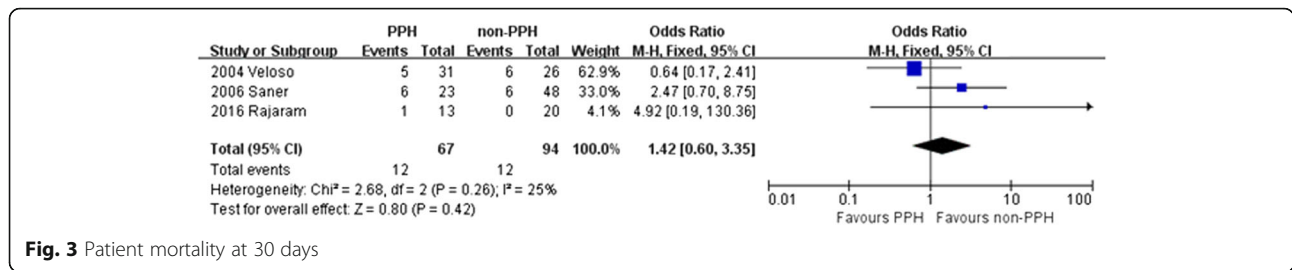 PPH non-PPH Odds Ratio Odds Ratio
Study or Subgroup Events Total Events Total Weight M-H, Fixed, 95% CI M-H, Fixed, 95% CI
2004 Veloso 5 31 6 26 62.9% 0.64 [0.17, 2.41]
2006 Saner 6 23 6 48 33.0% 2.47 [0.70, 8.75]
2016 Rajaram 1 13 0 20 4.1% 4.92 [0.19, 130.36]
Total (95% CI) 67 94 100.0% 1.42 [0.60, 3.35]
Total events 12 12
Heterogeneity: Chi² = 2.68, df = 2 (P = 0.26); I² = 25%
Test for overall effect: Z = 0.80 (P = 0.42)
0.01 0.1 1 10 100
Favours PPH Favours non-PPH
Fig. 3 Patient mortality at 30 days